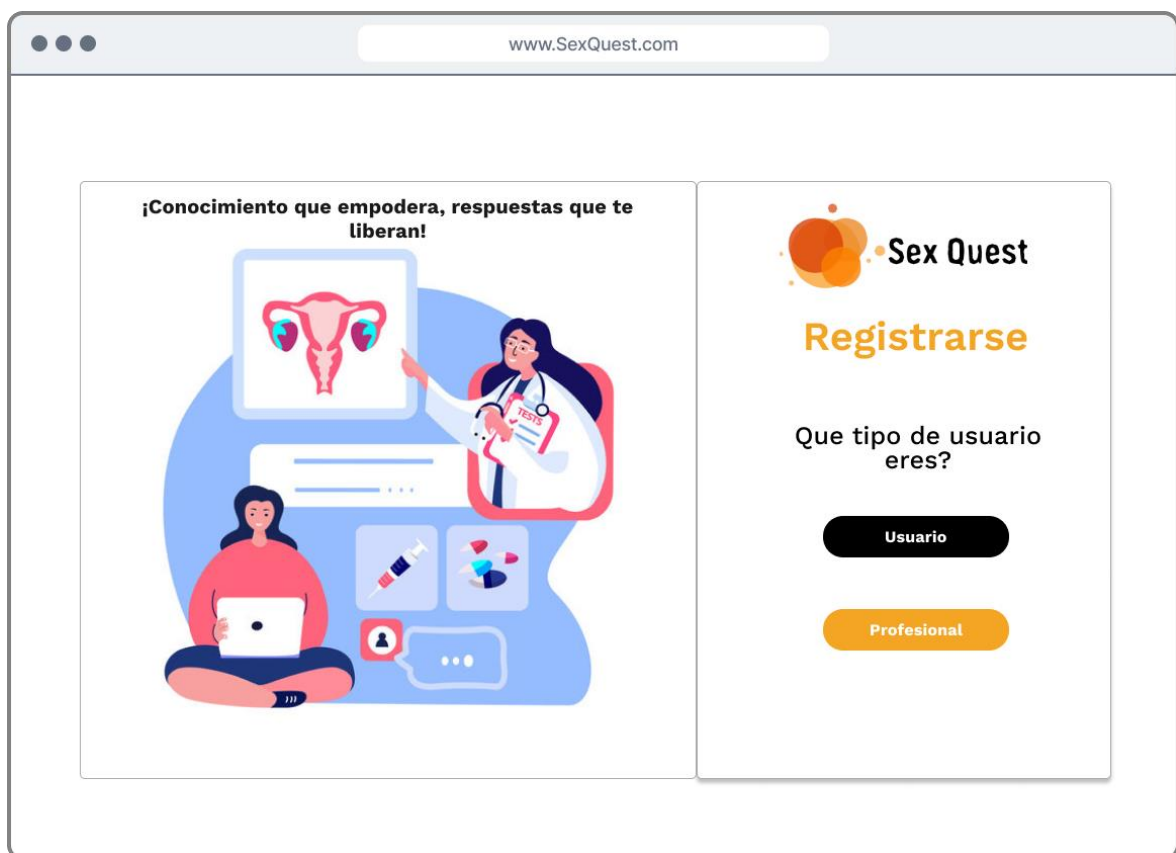 www.SexQuest.com
¡Conocimiento que empodera, respuestas que te
liberan!
TESTS
Sex Quest
Registrarse
Que tipo de usuario
eres?
Usuario
Profesional